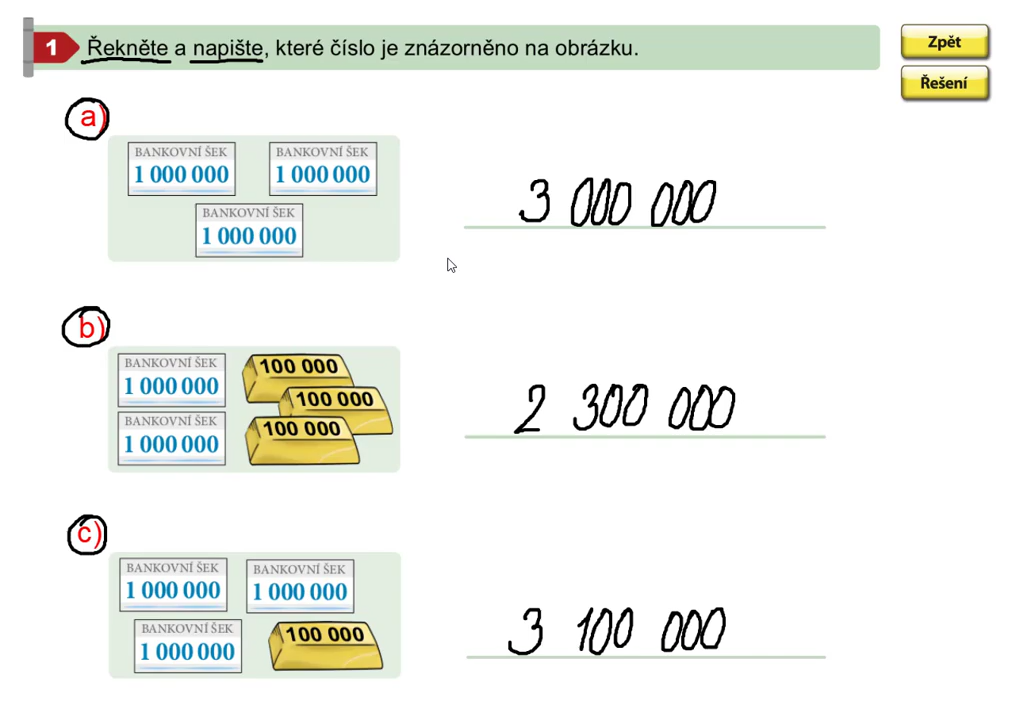 1 Řekněte a napište, které číslo je znázorněno na obrázku.
Zpět
Řešení
a)
BANKOVNÍ ŠEK
1 000 000
BANKOVNÍ ŠEK
1 000 000
BANKOVNÍ ŠEK
1 000 000
3 000 000
b)
BANKOVNÍ ŠEK
1 000 000
BANKOVNÍ ŠEK
1 000 000
100 000
100 000
100 000
2 300 000
c)
BANKOVNÍ ŠEK
1 000 000
BANKOVNÍ ŠEK
1 000 000
BANKOVNÍ ŠEK
1 000 000
100 000
3 100 000